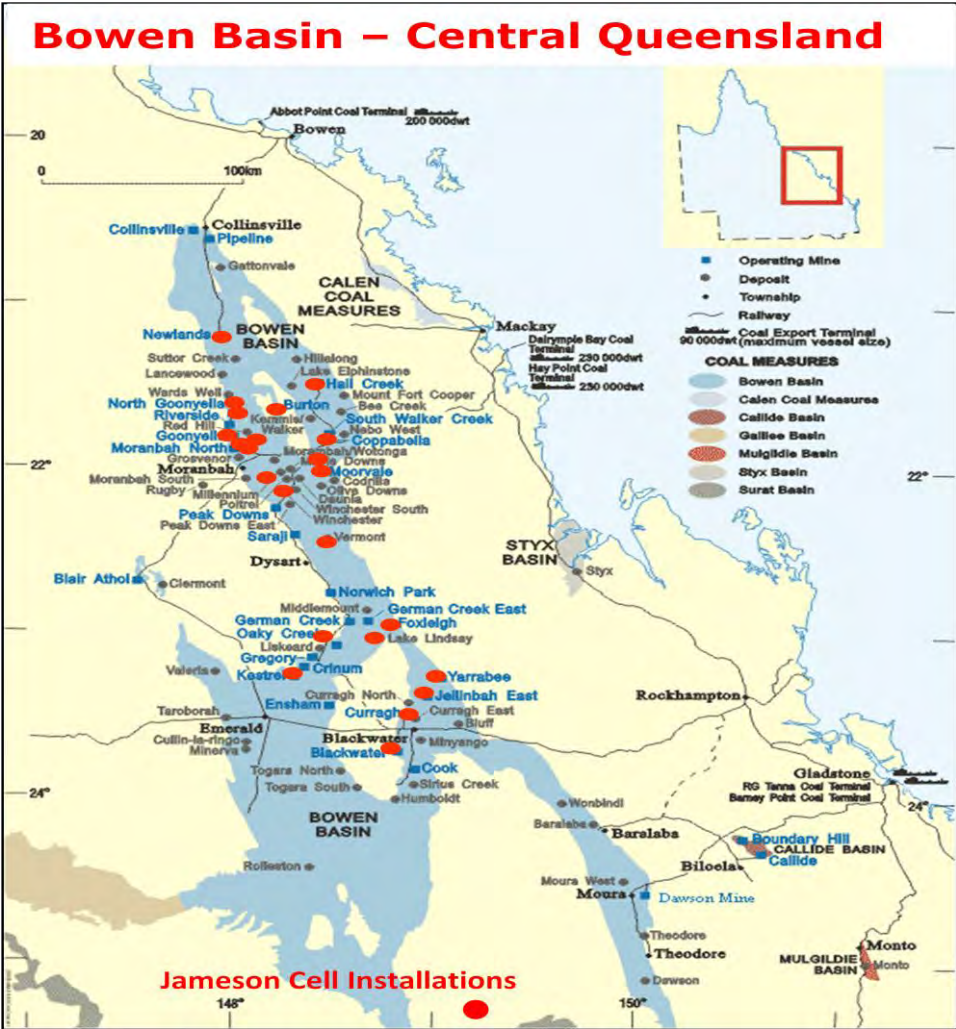 Bowen Basin – Central Queensland
Abbot Point Coal Terminal
200 000dwt
Bowen
20
0 100km
Collinsville
Collinsville
Pipeline
Gattonvale
CALEN
COAL
MEASURES
BOWEN
BASIN
Newlands
Mackay
Dalrymple Bay Coal
Terminal
230 000dwt
Hay Point Coal
Terminal
230 000dwt
Operating Mine
Deposit
Township
Railway
Coal Export Terminal
90 000dwt (maximum vessel size)
COAL MEASURES
Bowen Basin
Calen Coal Measures
Callide Basin
Galilee Basin
Mulgildie Basin
Styx Basin
Surat Basin
Suttor Creek
Hillalong
Lancewood
Lake Elphinstone
Hail Creek
Wards Well
Mount Fort Cooper
North Goonyella
Burton
Bee Creek
Riverside
Kemmis/
Walker
South Walker Creek
Red Hill
Nebo West
Goonyell
Coppabella
Moranbah North
Moranbah/Wotonga
Grosvenor
Downs
22
Moranbah
Moorvale
22°
Moranbah South
Codrilla
Rugby
Millennium
Olive Downs
Daunia
Poitrel
Winchester South
Peak Downs
Winchester
Peak Downs East
Saraji
Vermont
Dysart
STYX
BASIN
Styx
Blair Athol
Clermont
Norwich Park
Middlemount
German Creek East
German Creek
Foxleigh
Oaky Creek
Lake Lindsay
Liskeard
Gregory
Crinum
Valeria
Kestrel
Yarrabee
Curragh North
Jellinbah East
Rockhampton
Ensham
Taroborah
Curragh
Curragh East
Emerald
Bluff
Blackwater
Cullin-la-ringo
Minyango
Minerva
Blackwater
Cook
Togara North
Sirius Creek
Gladstone
Togara South
Humboldt
RG Tanna Coal Terminal
Barney Point Coal Terminal
24
24°
BOWEN
BASIN
Wonbindi
Baralaba
Baralaba
Boundary Hill
CALLIDE BASIN
Callide
Biloela
Rolleston
Moura West
Moura
Dawson Mine
Theodore
Theodore
Monto
MULGILDIE
BASIN
Monto
Dawson
Jameson Cell Installations
148°
150°